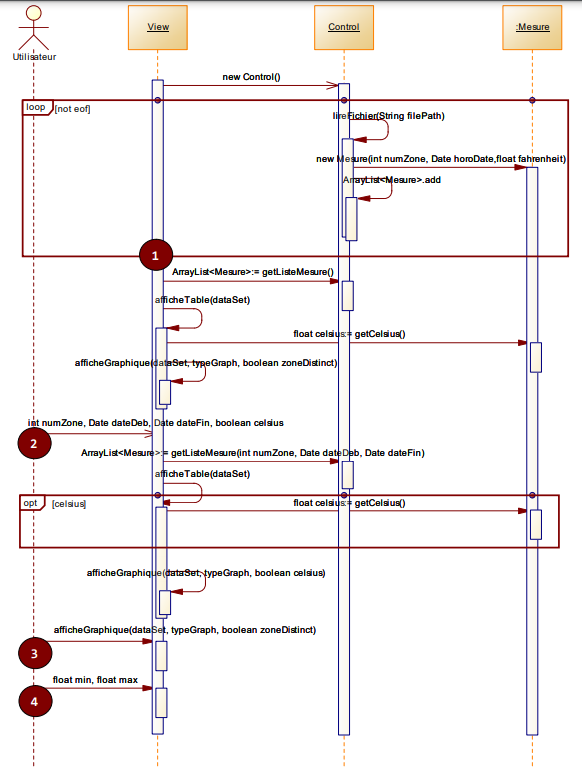 View
Control
:Mesure
Utilisateur
new Control()
loop
[not eof]
lireFichier(String filePath)
new Mesure(int numZone, Date horoDate,float fahrenheit)
ArrayList<Mesure>.add
1
ArrayList<Mesure>:= getListeMesure()
afficheTable(dataSet)
float celsius:= getCelsius()
afficheGraphique(dataSet, typeGraph, boolean zoneDistinct)
int numZone, Date dateDeb, Date dateFin, boolean celsius
2
ArrayList<Mesure>:= getListeMesure(int numZone, Date dateDeb, Date dateFin)
afficheTable(dataSet)
opt
[celsius]
float celsius:= getCelsius()
afficheGraphique(dataSet, typeGraph, boolean celsius)
afficheGraphique(dataSet, typeGraph, boolean zoneDistinct)
3
float min, float max
4